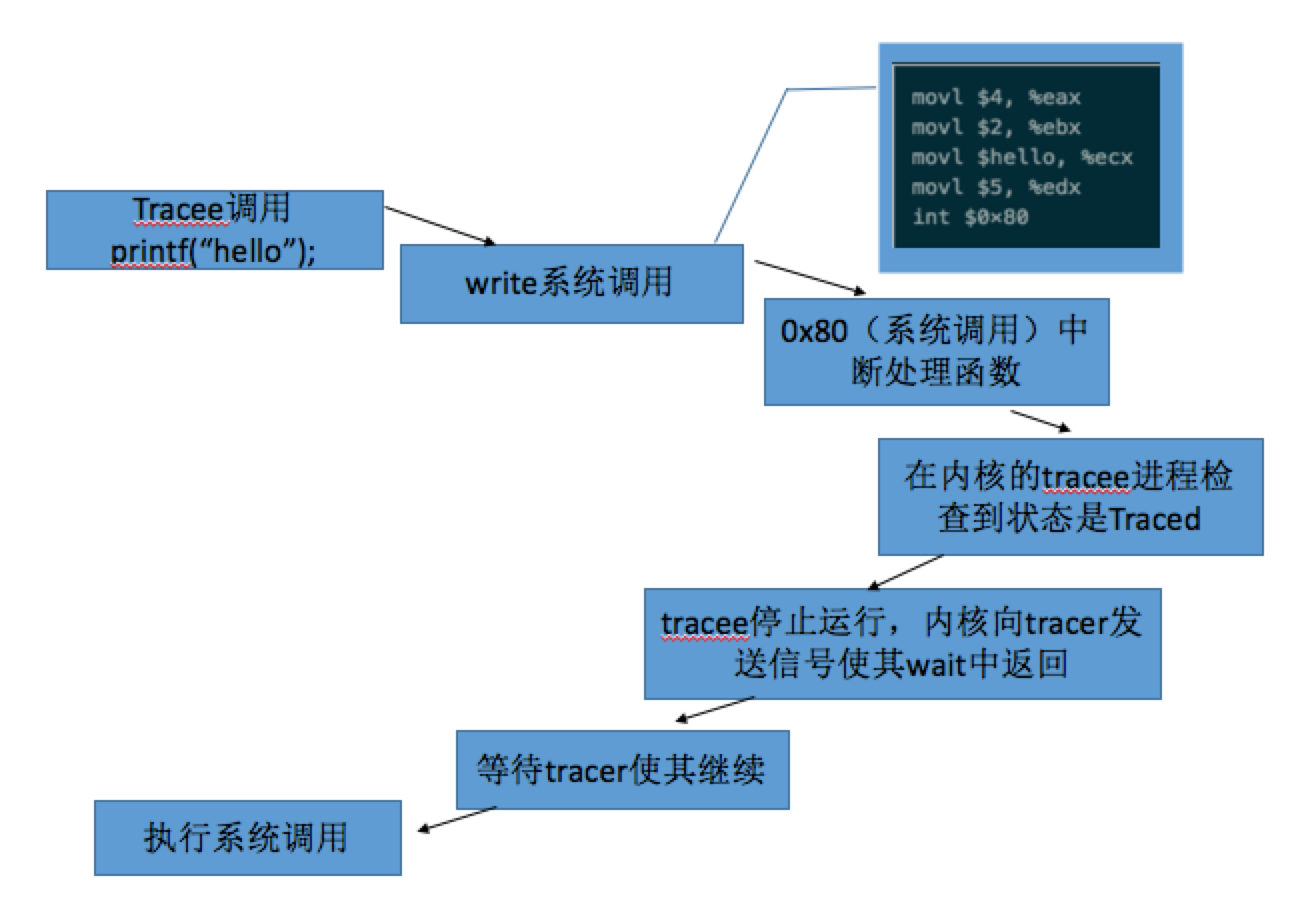 movl $4, %eax
movl $2, %ebx
movl $hello, %ecx
movl $5, %edx
int $0×80
Tracee调用
printf(“hello”);
write系统调用
0x80（系统调用）中
断处理函数
在内核的tracee进程检
查到状态是Traced
tracee停止运行，内核向tracer发
送信号使其wait中返回
等待tracer使其继续
执行系统调用